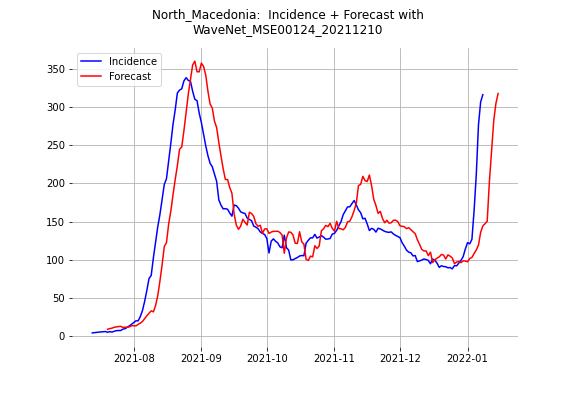 North_Macedonia:  Incidence + Forecast with
WaveNet_MSE00124_20211210
Incidence
Forecast
350
300
250
200
150
100
50
0
2021-08 2021-09 2021-10 2021-11 2021-12 2022-01